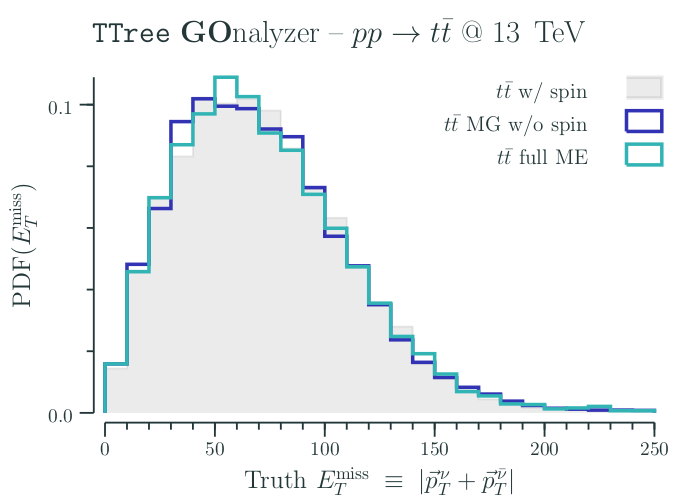 TTree GOnalyzer – pp → tt̄ @ 13 TeV
tt̄ w/ spin
tt̄ MG w/o spin
tt̄ full ME
PDF(E_T^miss)
0.1
0.0
0 50 100 150 200 250
Truth E_T^miss ≡ |p⃗_T^ν + p⃗_T^ν̄|